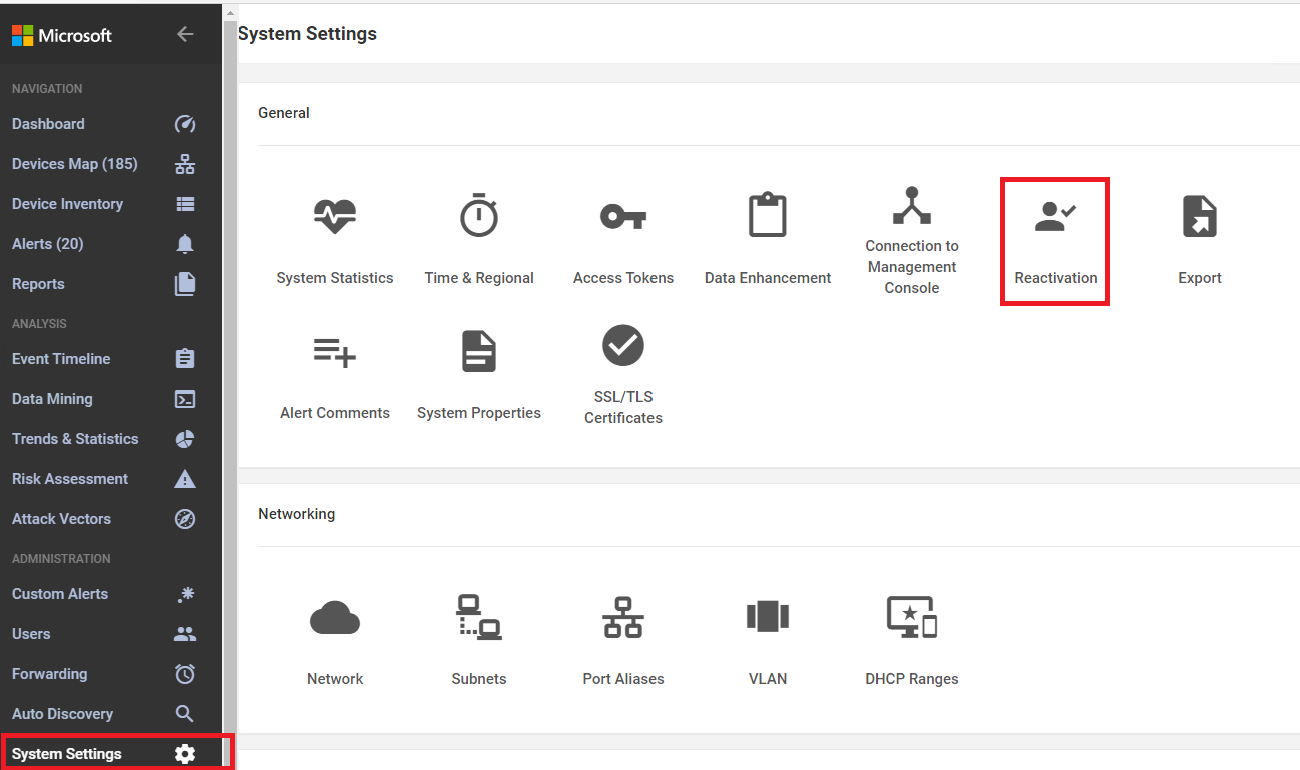 Microsoft
NAVIGATION
Dashboard
Devices Map (185)
Device Inventory
Alerts (20)
Reports
ANALYSIS
Event Timeline
Data Mining
Trends & Statistics
Risk Assessment
Attack Vectors
ADMINISTRATION
Custom Alerts
Users
Forwarding
Auto Discovery
System Settings
System Settings
General
System Statistics
Time & Regional
Access Tokens
Data Enhancement
Connection to
Management
Console
Reactivation
Export
Alert Comments
System Properties
SSL/TLS
Certificates
Networking
Network
Subnets
Port Aliases
VLAN
DHCP Ranges